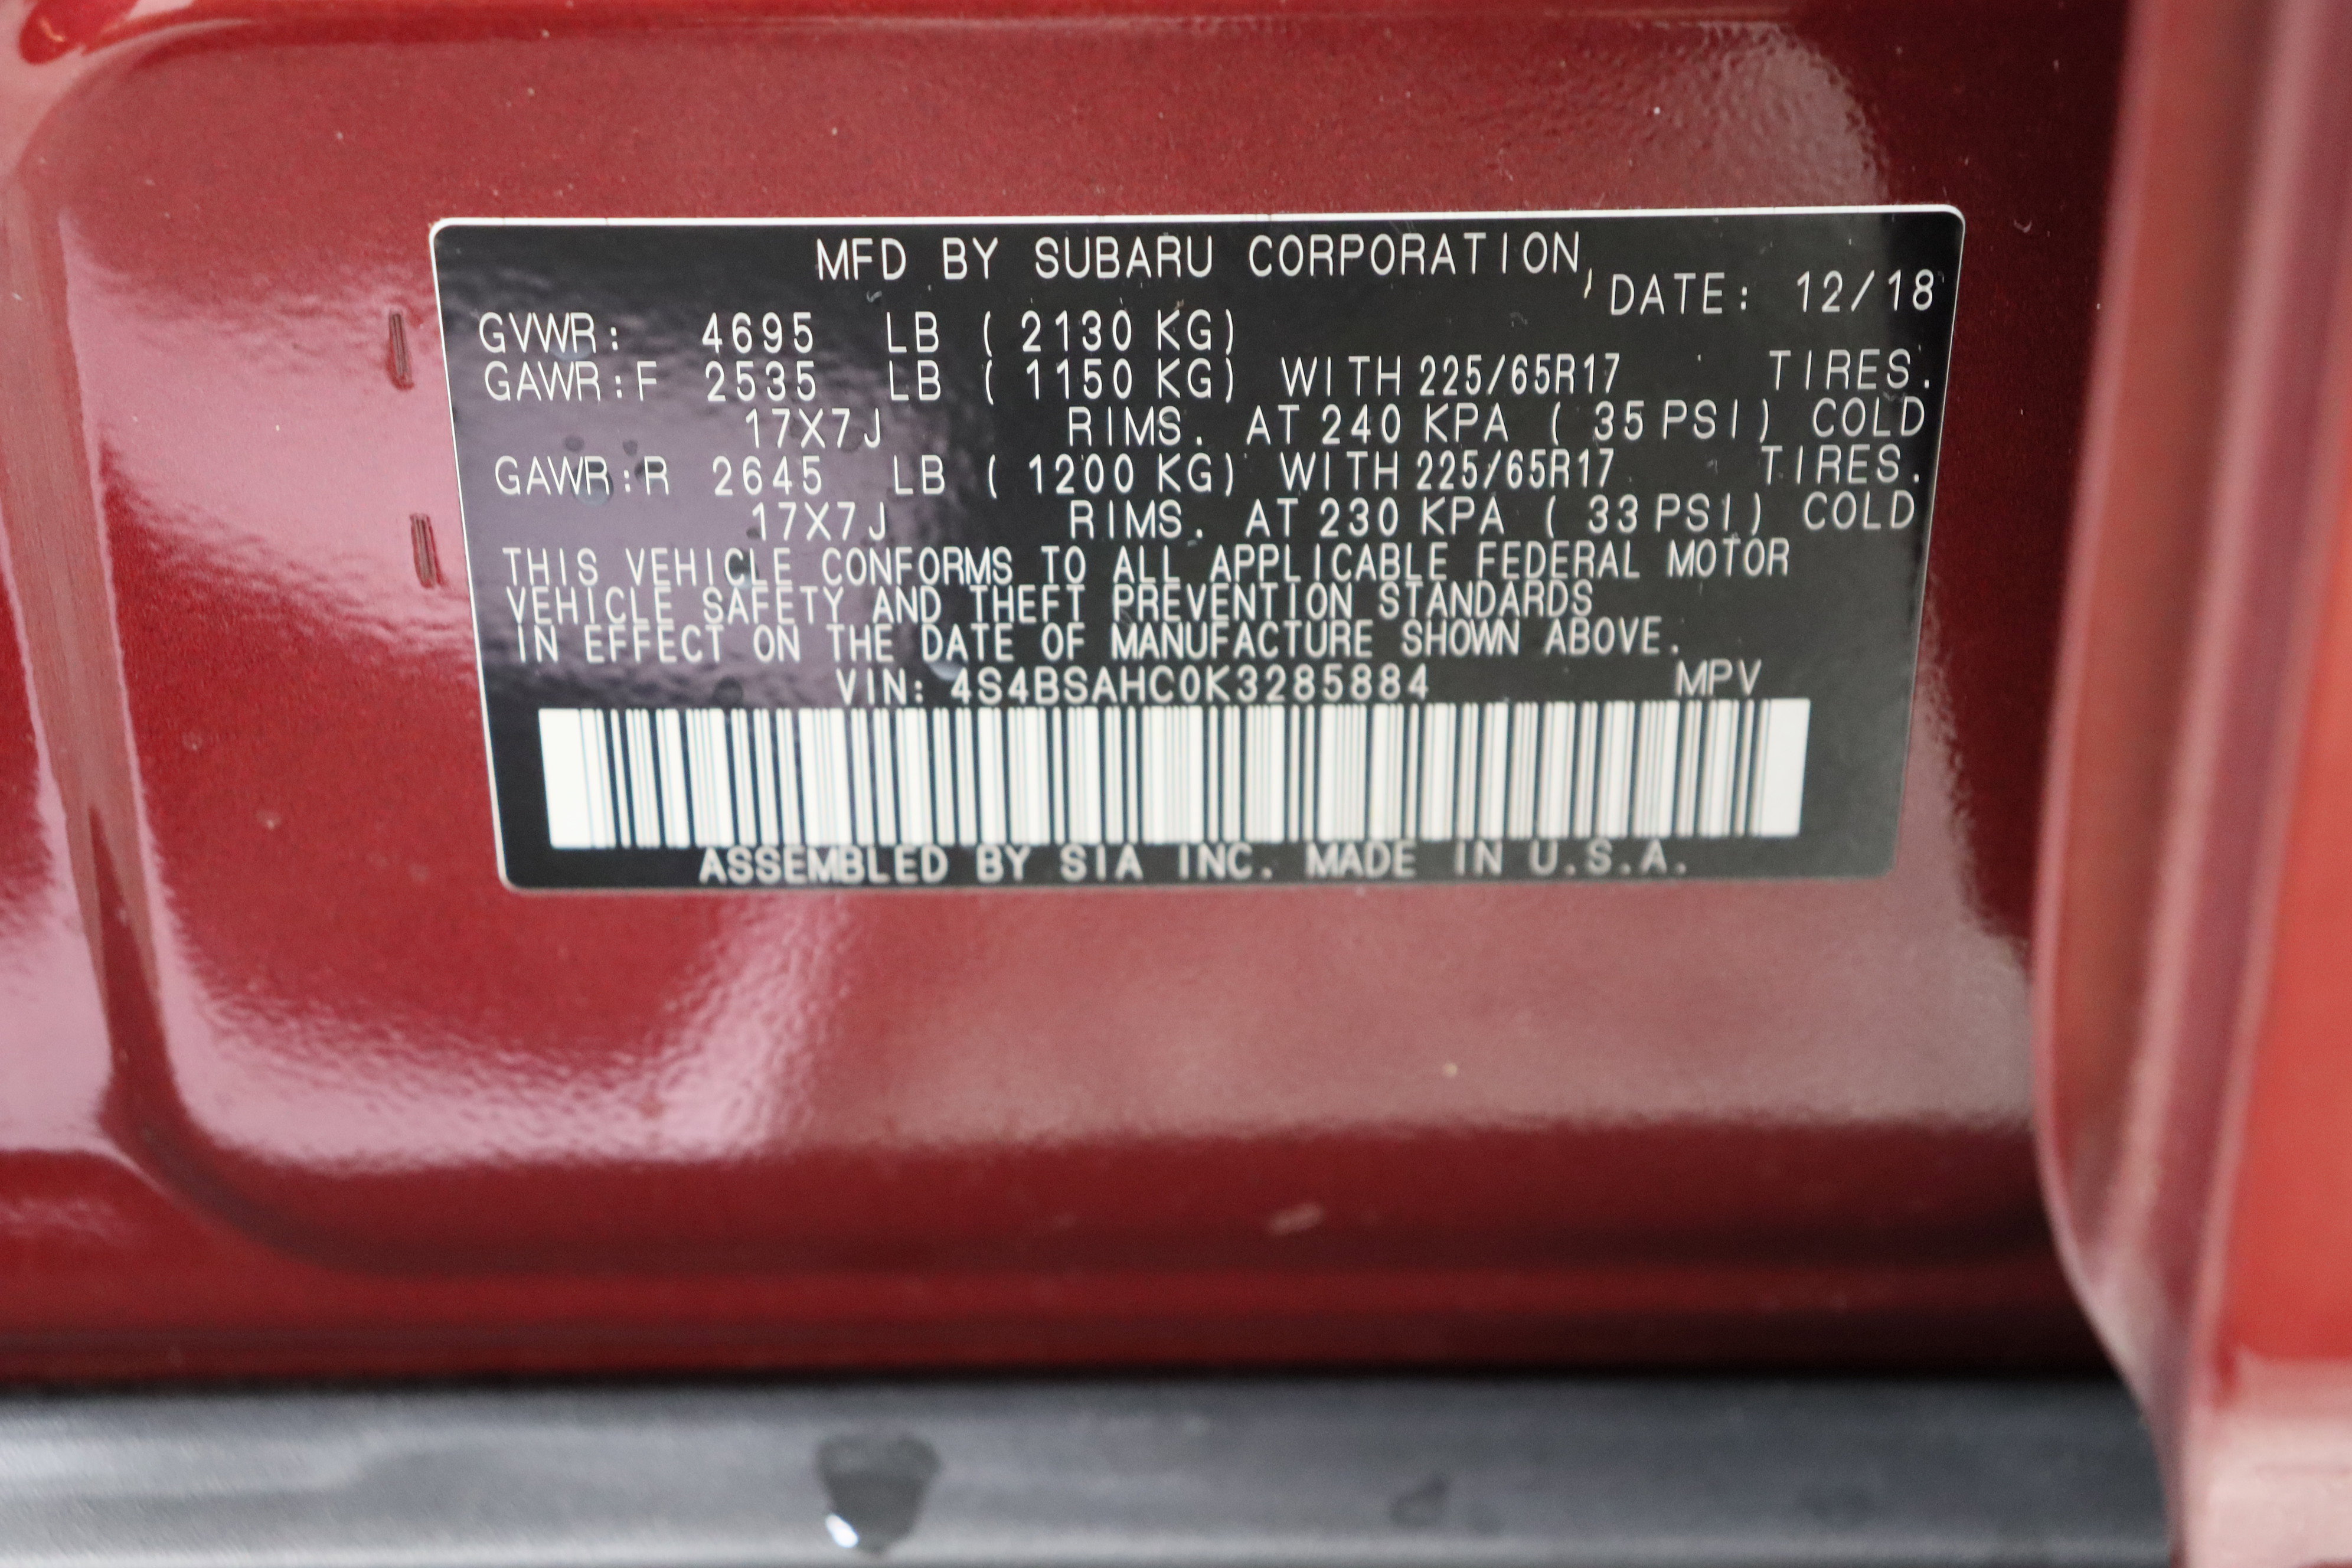 MFD BY SUBARU CORPORATION
DATE: 12/18
GVWR: 4695 LB ( 2130 KG)
GAWR:F 2535 LB ( 1150 KG) WITH 225/65R17 TIRES.
17X7J RIMS. AT 240 KPA ( 35 PSI) COLD
GAWR:R 2645 LB ( 1200 KG) WITH 225/65R17 TIRES.
17X7J RIMS. AT 230 KPA ( 33 PSI) COLD
THIS VEHICLE CONFORMS TO ALL APPLICABLE FEDERAL MOTOR
VEHICLE SAFETY AND THEFT PREVENTION STANDARDS
IN EFFECT ON THE DATE OF MANUFACTURE SHOWN ABOVE.
VIN: 4S4BSAHC0K3285884 MPV
ASSEMBLED BY SIA INC. MADE IN U.S.A.